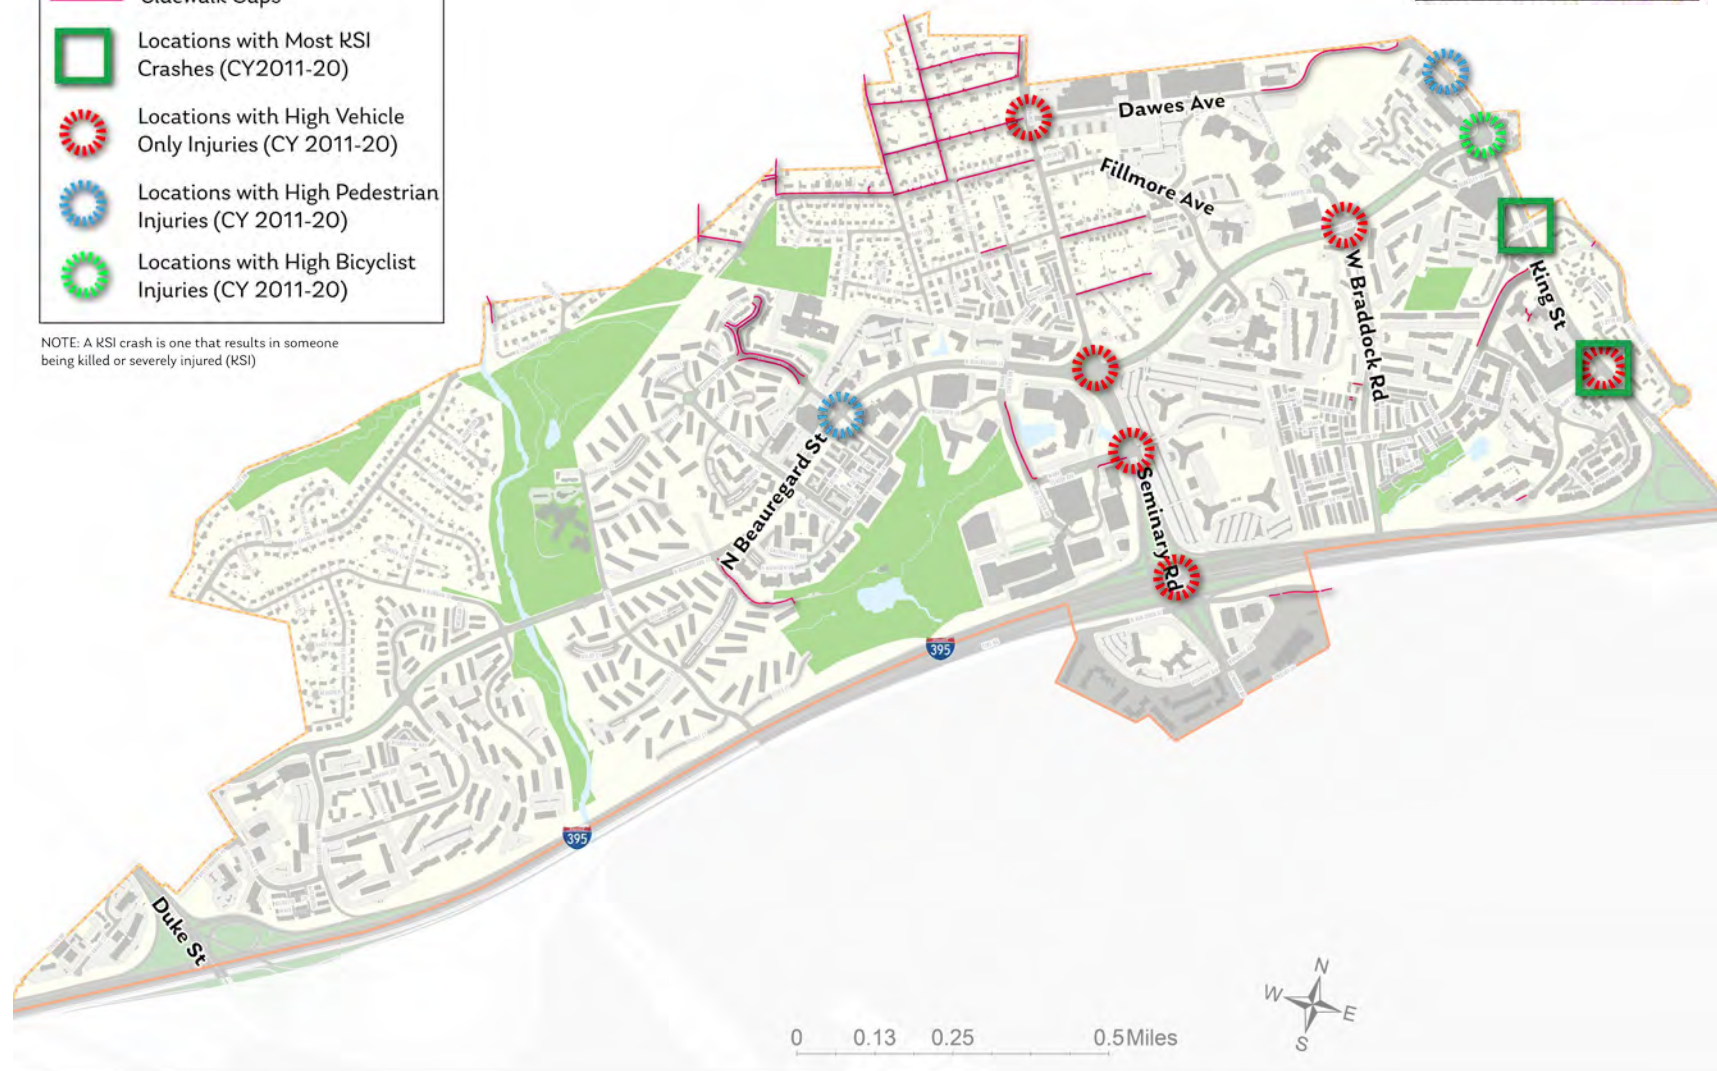 Sidewalk Gaps
Locations with Most KSI
Crashes (CY2011-20)
Locations with High Vehicle
Only Injuries (CY 2011-20)
Locations with High Pedestrian
Injuries (CY 2011-20)
Locations with High Bicyclist
Injuries (CY 2011-20)
NOTE: A KSI crash is one that results in someone
being killed or severely injured (KSI)
Dawes Ave
Fillmore Ave
W Braddock Rd
King St
N Beauregard St
Seminary Rd
395
395
Duke St
N
W
E
S
0 0.13 0.25 0.5 Miles